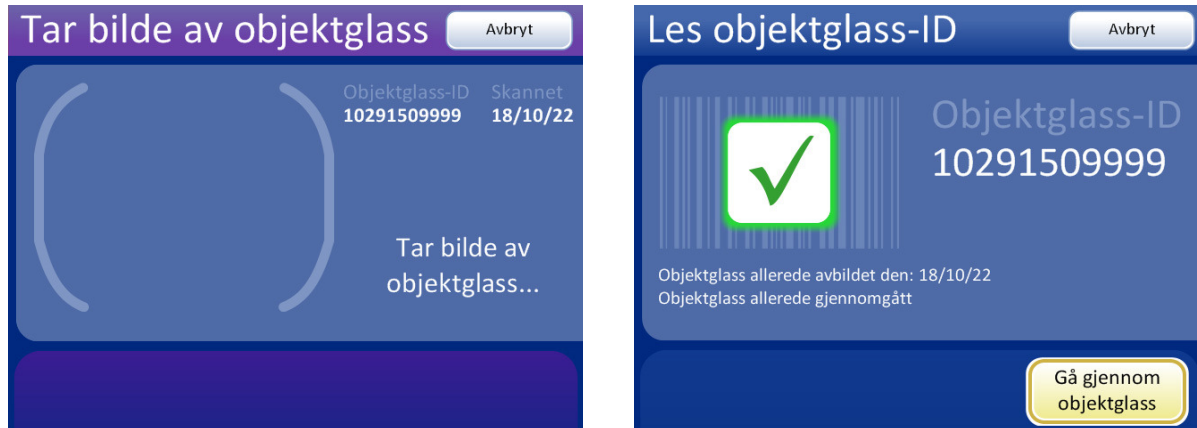 Tar bilde av objektglass
Avbryt
Objektglass-ID Skannet
10291509999 18/10/22
Tar bilde av
objektglass...
Les objektglass-ID
Avbryt
Objektglass-ID
10291509999
Objektglass allerede avbildet den: 18/10/22
Objektglass allerede gjennomgått
Gå gjennom
objektglass